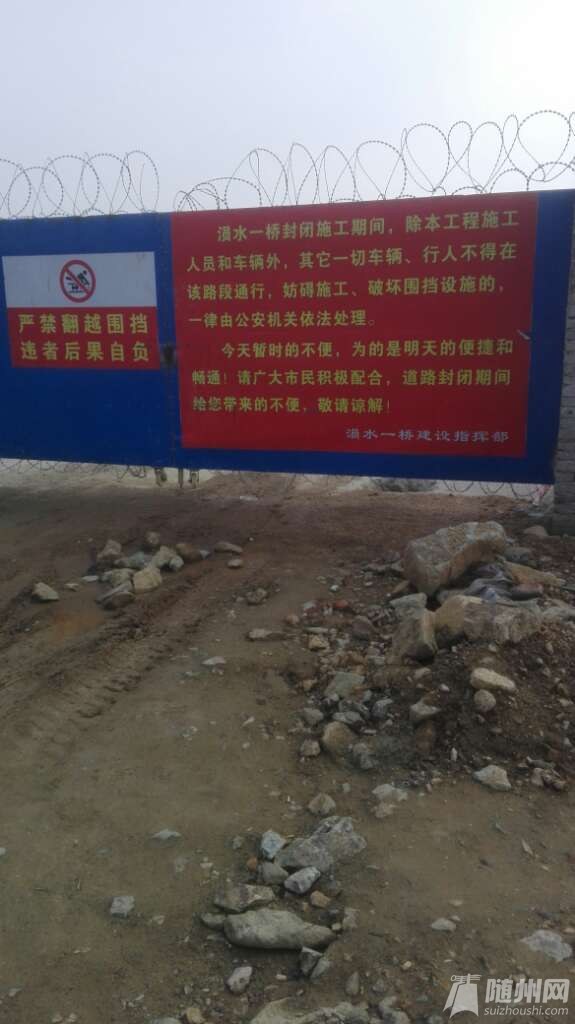 严禁翻越围挡
违者后果自负
涢水一桥封闭施工期间，除本工程施工
人员和车辆外，其它一切车辆、行人不得在
该路段通行，妨碍施工、破坏围挡设施的，
一律由公安机关依法处理。
今天暂时的不便，为的是明天的便捷和
畅通！请广大市民积极配合，道路封闭期间
给您带来的不便，敬请谅解！
涢水一桥建设指挥部
随州网
suizhoushi.com